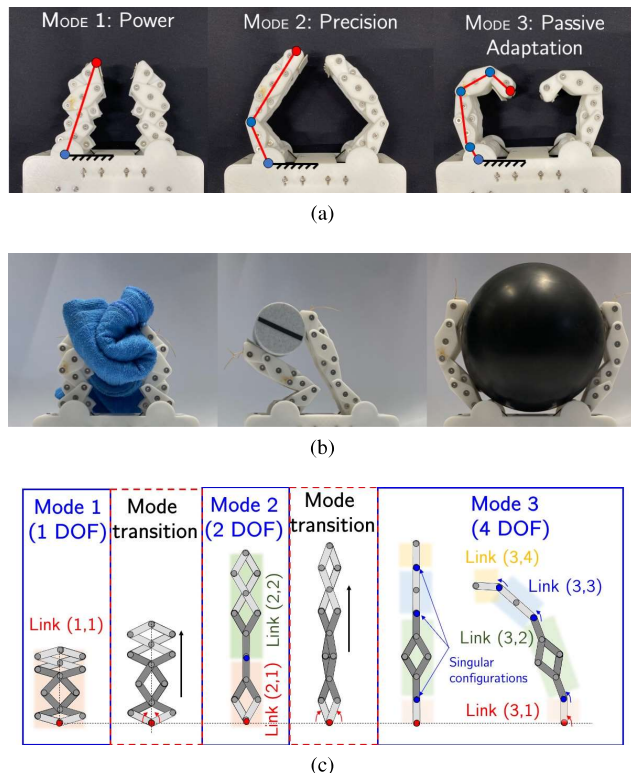 MODE 1: POWER
MODE 2: PRECISION
MODE 3: PASSIVE
ADAPTATION
(a)
(b)
Mode 1
(1 DOF)
Link (1,1)
Mode
transition
Mode 2
(2 DOF)
Link (2,2)
Link (2,1)
Mode
transition
Mode 3
(4 DOF)
Link (3,4)
Link (3,3)
Link (3,2)
Singular
configurations
Link (3,1)
(c)